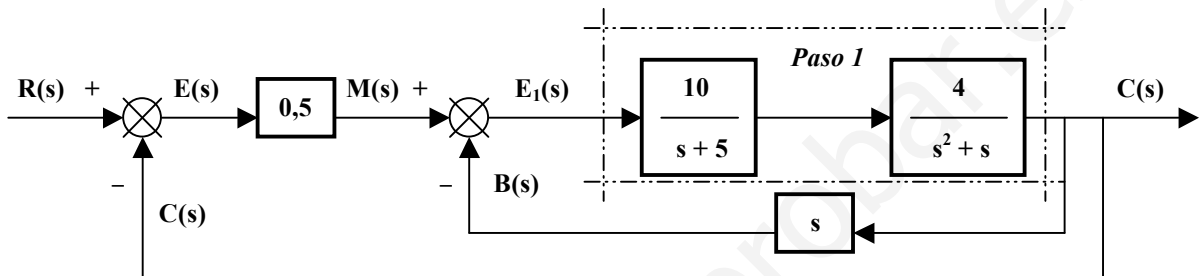 Paso 1
R(s) + E(s) 0,5 M(s) + E₁(s) 10 4 C(s)
s + 5 s² + s
– – B(s)
C(s) s